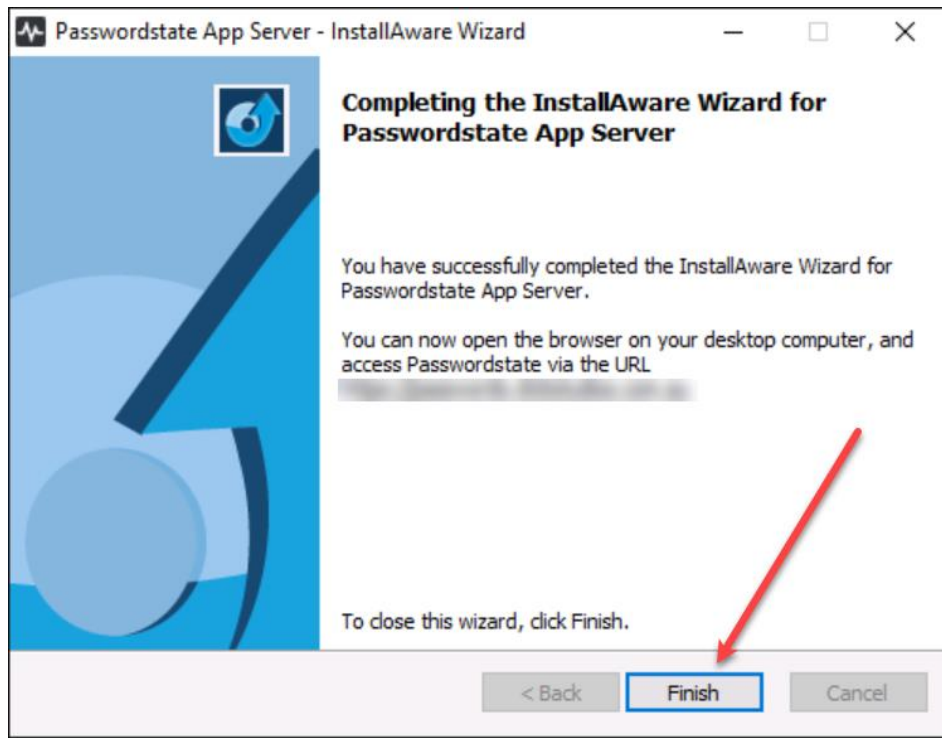 Passwordstate App Server - InstallAware Wizard
Completing the InstallAware Wizard for
Passwordstate App Server
You have successfully completed the InstallAware Wizard for
Passwordstate App Server.
You can now open the browser on your desktop computer, and
access Passwordstate via the URL
To close this wizard, click Finish.
< Back Finish Cancel